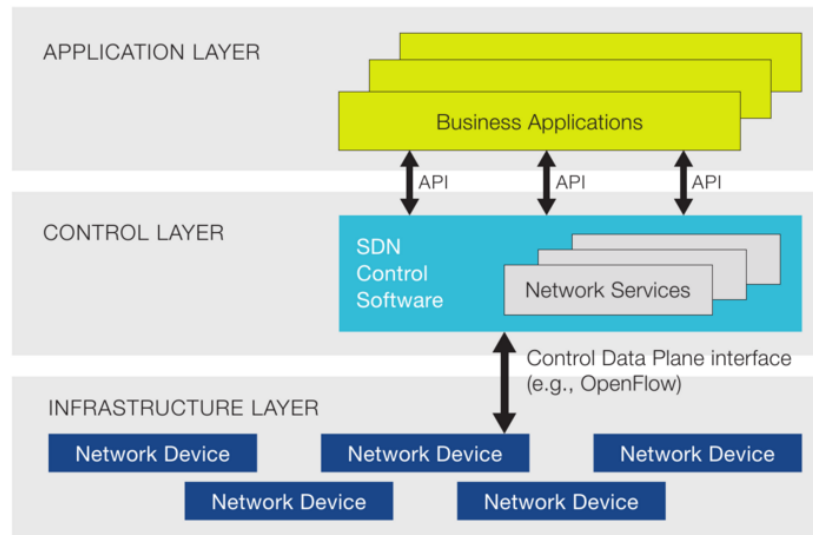 APPLICATION LAYER
Business Applications
API
API
API
CONTROL LAYER
SDN
Control
Software
Network Services
Control Data Plane interface
(e.g., OpenFlow)
INFRASTRUCTURE LAYER
Network Device
Network Device
Network Device
Network Device
Network Device